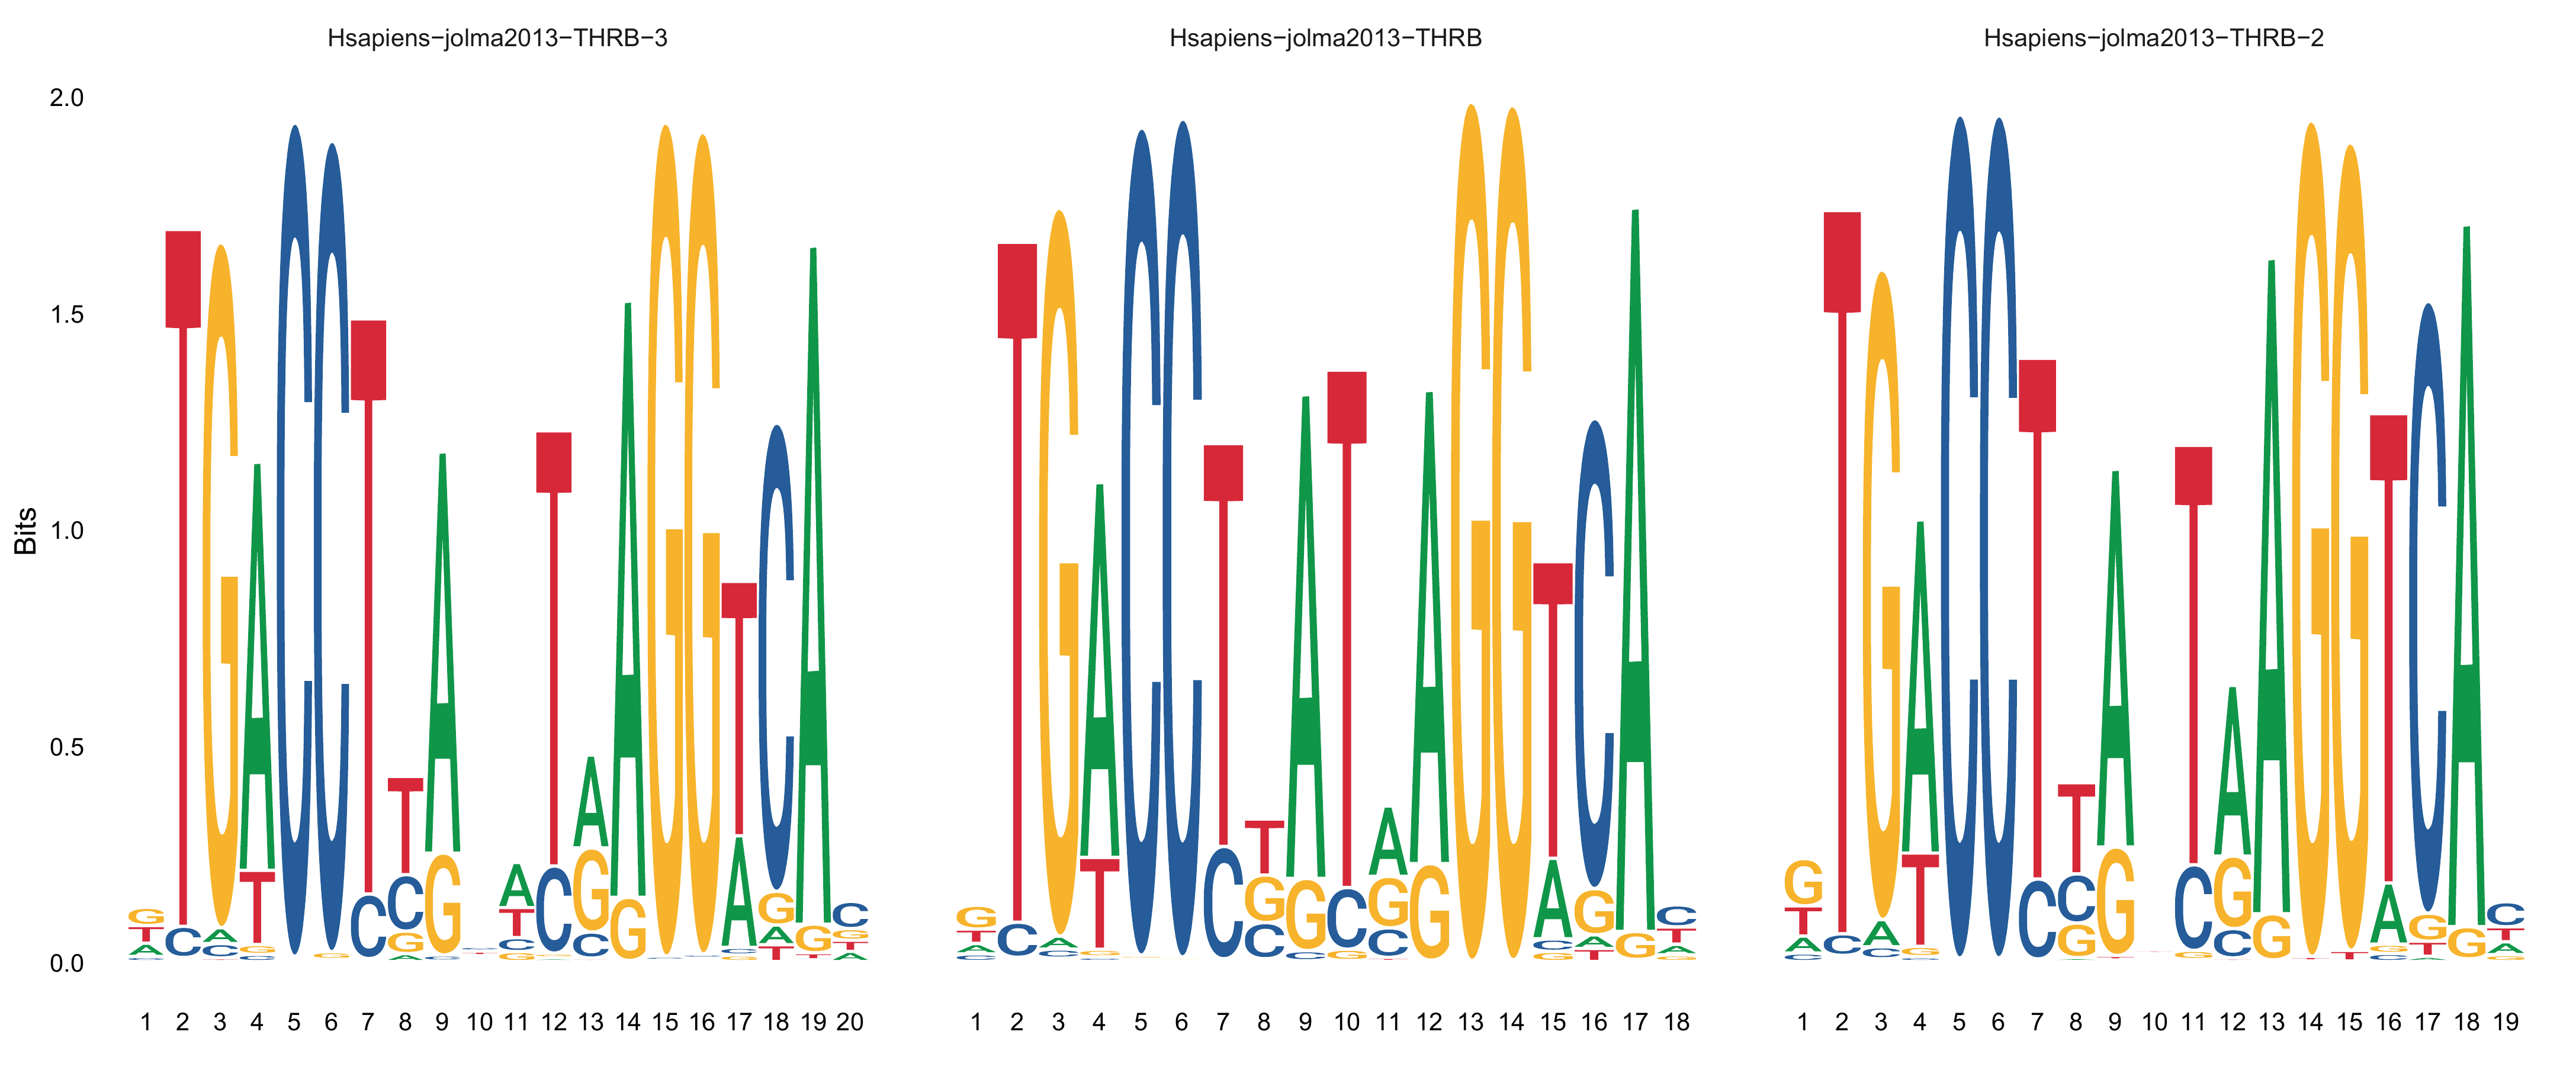 Hsapiens−jolma2013−THRB−3
Hsapiens−jolma2013−THRB
Hsapiens−jolma2013−THRB−2
Bits
2.0
1.5
1.0
0.5
0.0
G T A C
T C
G A C
A T G C
C
C G
T C
T C G A
A G C
A T C G
T C
A G C
A G
G
G
T A C G
C G A T
A G T
C G T A
G T A C
T C
G A C
A T G
C
C
T C
T G C
A G C
T C G
A G C
A G
G
G
T A C G
C G A T
A G
C T A G
G T A C
T C
G A C
A T G
C
C
T C
T C G
A G
T C G
A G C
A G
G
G T
T A G C
C G T A
A G
C T A G
1 2 3 4 5 6 7 8 9 10 11 12 13 14 15 16 17 18 19 20
1 2 3 4 5 6 7 8 9 10 11 12 13 14 15 16 17 18
1 2 3 4 5 6 7 8 9 10 11 12 13 14 15 16 17 18 19